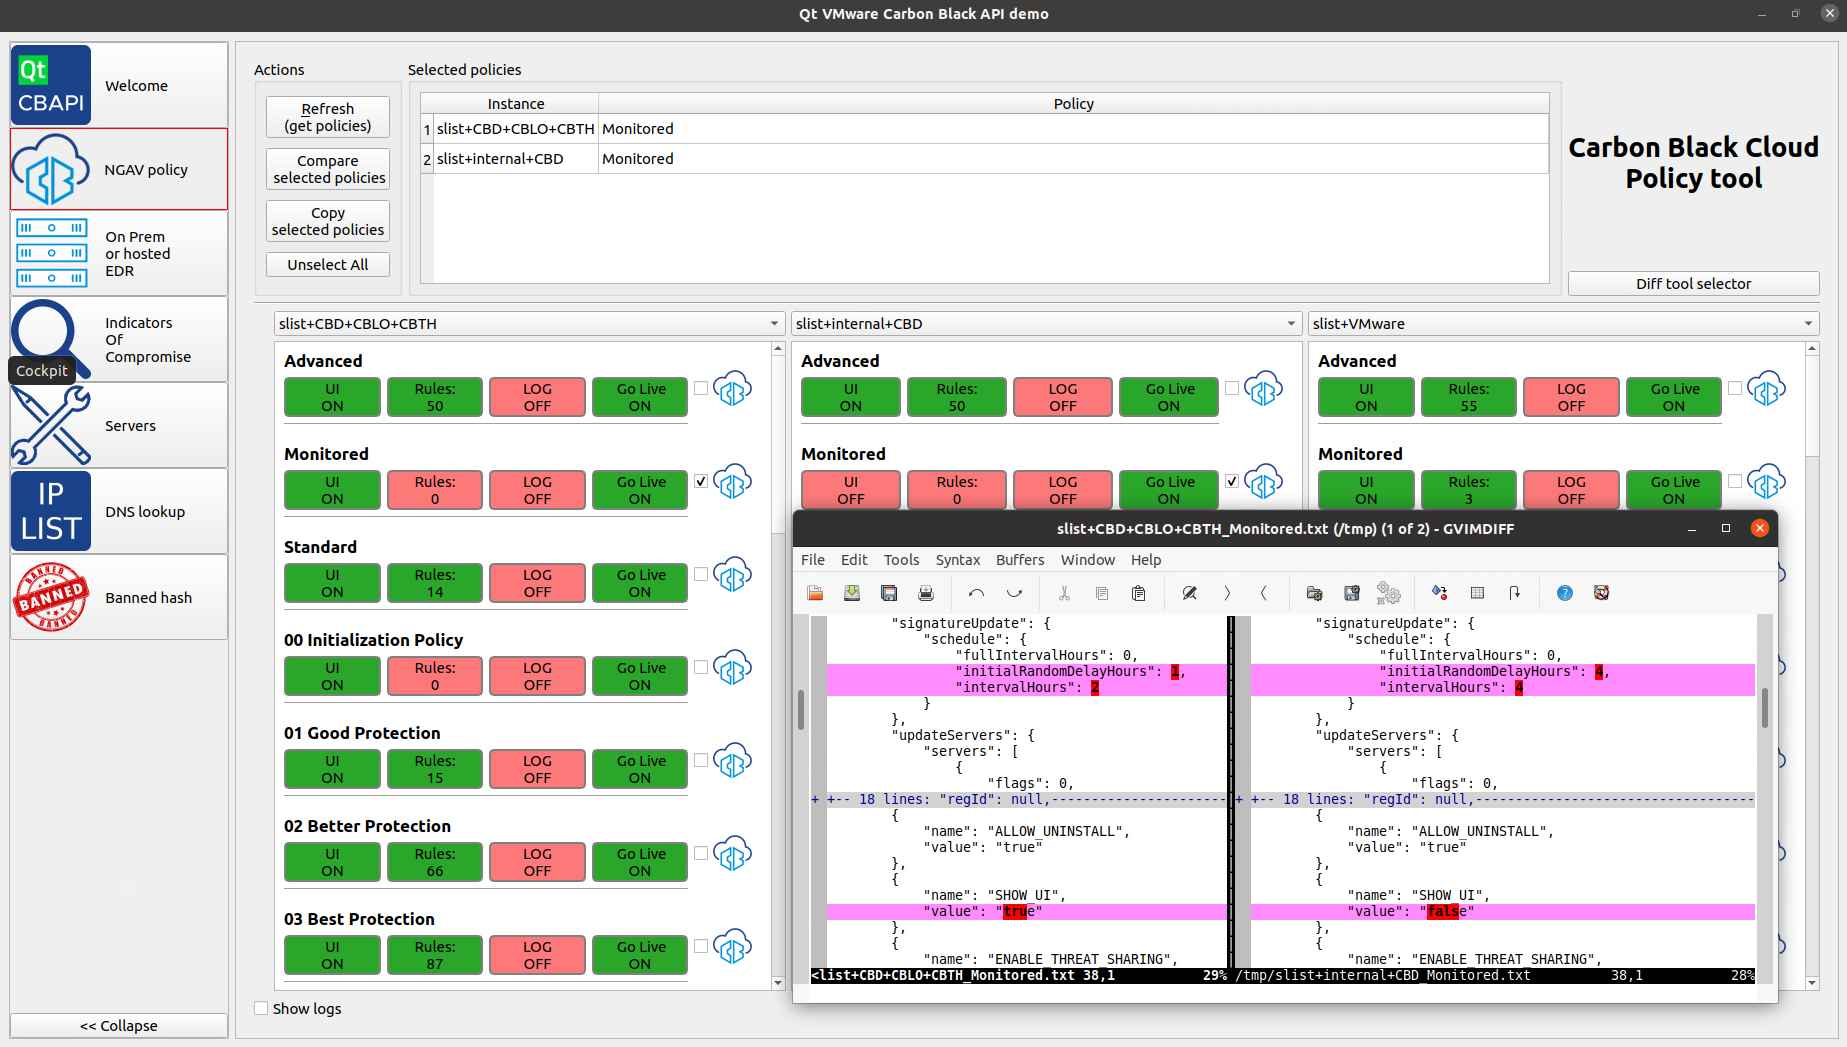 Qt VMware Carbon Black API demo
Qt
CBAPI
Welcome
NGAV policy
On Prem
or hosted
EDR
Indicators
Of
Compromise
Cockpit
Servers
IP
LIST
DNS lookup
BANNED
BANNED
BANNED
Banned hash
<< Collapse
Actions
Refresh
(get policies)
Compare
selected policies
Copy
selected policies
Unselect All
Selected policies
Instance Policy
1 slist+CBD+CBLO+CBTH Monitored
2 slist+internal+CBD Monitored
Carbon Black Cloud
Policy tool
Diff tool selector
slist+CBD+CBLO+CBTH
Advanced
UI ON Rules: 50 LOG OFF Go Live ON
Monitored
UI ON Rules: 0 LOG OFF Go Live ON
Standard
UI ON Rules: 14 LOG OFF Go Live ON
00 Initialization Policy
UI ON Rules: 0 LOG OFF Go Live ON
01 Good Protection
UI ON Rules: 15 LOG OFF Go Live ON
02 Better Protection
UI ON Rules: 66 LOG OFF Go Live ON
03 Best Protection
UI ON Rules: 87 LOG OFF Go Live ON
slist+internal+CBD
Advanced
UI ON Rules: 50 LOG OFF Go Live ON
Monitored
UI OFF Rules: 0 LOG OFF Go Live ON
slist+VMware
Advanced
UI ON Rules: 55 LOG OFF Go Live ON
Monitored
UI ON Rules: 3 LOG OFF Go Live ON
Show logs
slist+CBD+CBLO+CBTH_Monitored.txt (/tmp) (1 of 2) - GVIMDIFF
File Edit Tools Syntax Buffers Window Help
"signatureUpdate": {
"schedule": {
"fullIntervalHours": 0,
"initialRandomDelayHours": 1,
"intervalHours": 2
}
},
"updateServers": {
"servers": [
{
"flags": 0,
+ +-- 18 lines: "regId": null,----------------------
{
"name": "ALLOW_UNINSTALL",
"value": "true"
},
{
"name": "SHOW_UI",
"value": "true"
},
{
"name": "ENABLE_THREAT_SHARING",
<list+CBD+CBLO+CBTH_Monitored.txt 38,1 29%
"signatureUpdate": {
"schedule": {
"fullIntervalHours": 0,
"initialRandomDelayHours": 4,
"intervalHours": 4
}
},
"updateServers": {
"servers": [
{
"flags": 0,
+ +-- 18 lines: "regId": null,-----------------------------------
{
"name": "ALLOW_UNINSTALL",
"value": "true"
},
{
"name": "SHOW_UI",
"value": "false"
},
{
"name": "ENABLE_THREAT_SHARING",
/tmp/slist+internal+CBD_Monitored.txt 38,1 28%